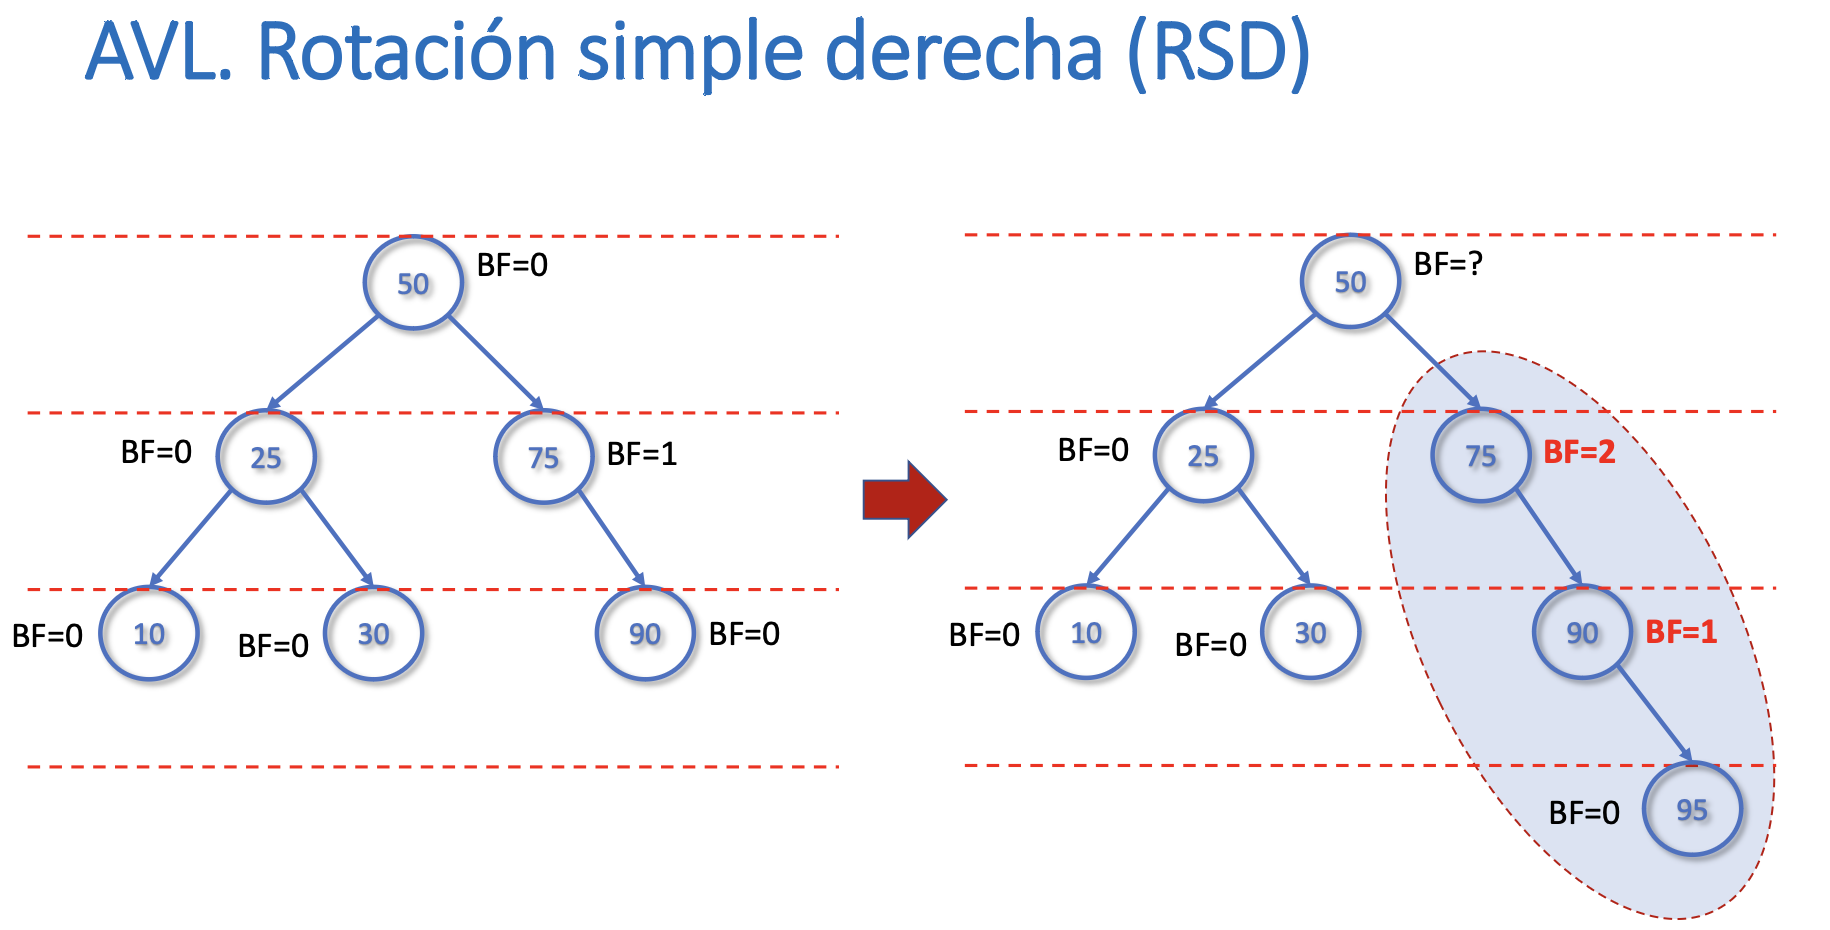 AVL. Rotación simple derecha (RSD)
50 BF=0
BF=0 25 75 BF=1
BF=0 10 BF=0 30 90 BF=0
50 BF=?
BF=0 25 75 BF=2
BF=0 10 BF=0 30 90 BF=1
BF=0 95